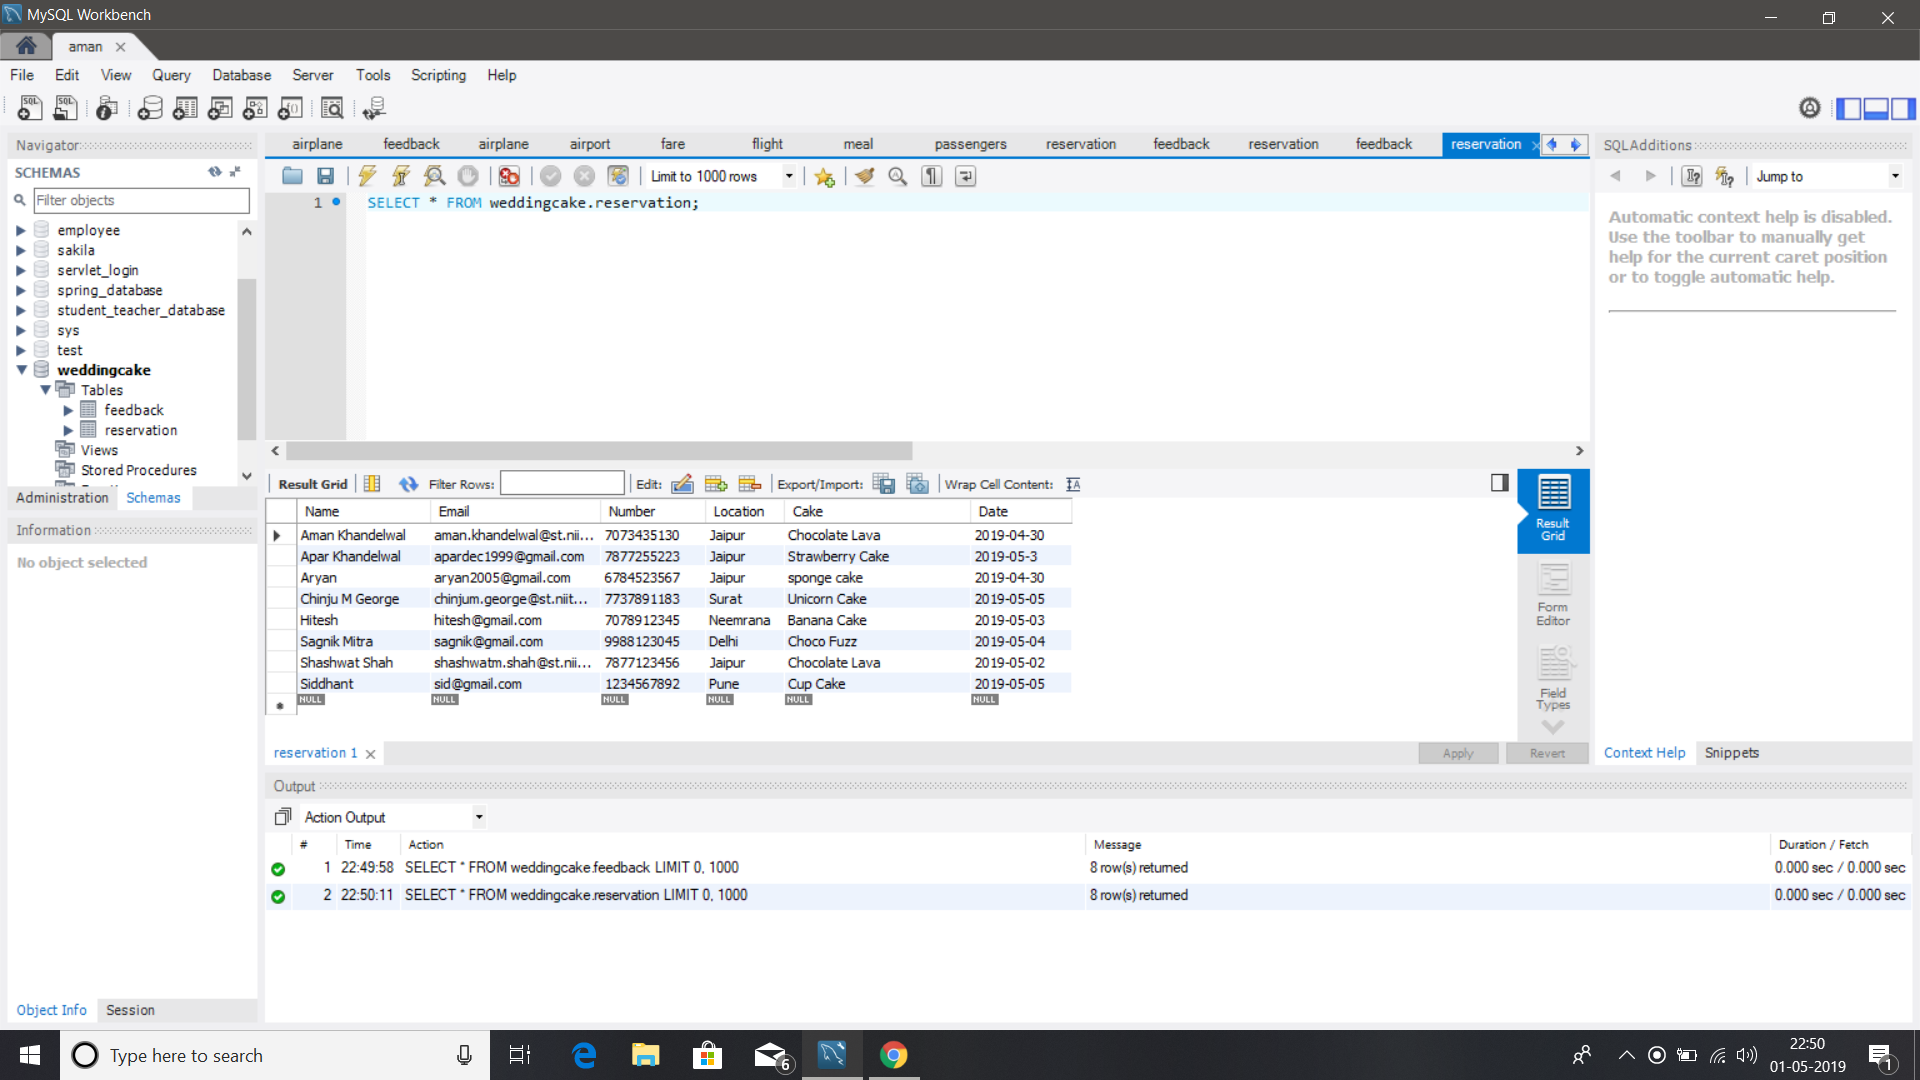 MySQL Workbench
aman
File Edit View Query Database Server Tools Scripting Help
Navigator
SCHEMAS
Filter objects
employee
sakila
servlet_login
spring_database
student_teacher_database
sys
test
weddingcake
Tables
feedback
reservation
Views
Stored Procedures
Administration Schemas
Information
No object selected
Object Info Session
airplane feedback airplane airport fare flight meal passengers reservation feedback reservation feedback reservation
Limit to 1000 rows
1 SELECT * FROM weddingcake.reservation;
Result Grid Filter Rows: Edit: Export/Import: Wrap Cell Content:
Name Email Number Location Cake Date
Aman Khandelwal aman.khandelwal@st.nii... 7073435130 Jaipur Chocolate Lava 2019-04-30
Apar Khandelwal apardec1999@gmail.com 7877255223 Jaipur Strawberry Cake 2019-05-3
Aryan aryan2005@gmail.com 6784523567 Jaipur sponge cake 2019-04-30
Chinju M George chinjum.george@st.niit... 7737891183 Surat Unicorn Cake 2019-05-05
Hitesh hitesh@gmail.com 7078912345 Neemrana Banana Cake 2019-05-03
Sagnik Mitra sagnik@gmail.com 9988123045 Delhi Choco Fuzz 2019-05-04
Shashwat Shah shashwatm.shah@st.nii... 7877123456 Jaipur Chocolate Lava 2019-05-02
Siddhant sid@gmail.com 1234567892 Pune Cup Cake 2019-05-05
NULL NULL NULL NULL NULL NULL
Result
Grid
Form
Editor
Field
Types
reservation 1
Apply Revert
SQLAdditions
Jump to
Automatic context help is disabled.
Use the toolbar to manually get
help for the current caret position
or to toggle automatic help.
Context Help Snippets
Output
Action Output
# Time Action Message Duration / Fetch
1 22:49:58 SELECT * FROM weddingcake.feedback LIMIT 0, 1000 8 row(s) returned 0.000 sec / 0.000 sec
2 22:50:11 SELECT * FROM weddingcake.reservation LIMIT 0, 1000 8 row(s) returned 0.000 sec / 0.000 sec
Type here to search
6
22:50
01-05-2019
1